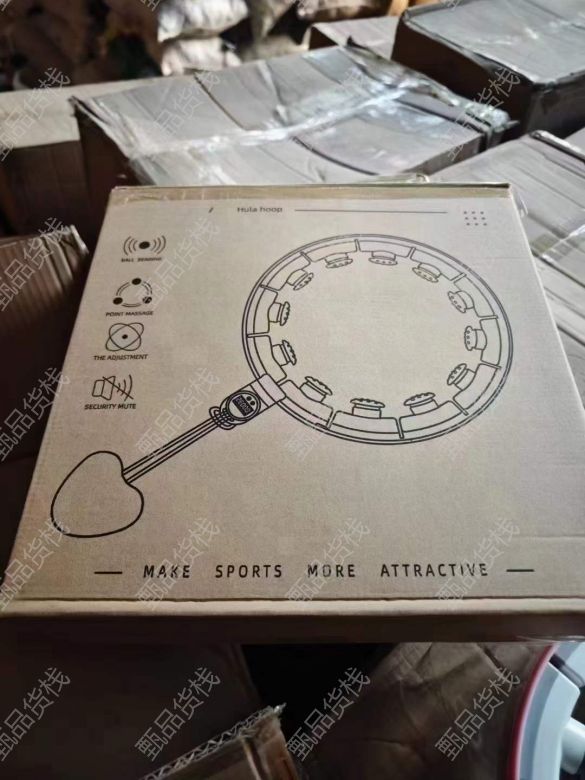 Hula hoop
BALL BEARING
POINT MASSAGE
THE ADJUSTMENT
SECURITY MUTE
MAKE SPORTS MORE ATTRACTIVE
甄品货栈